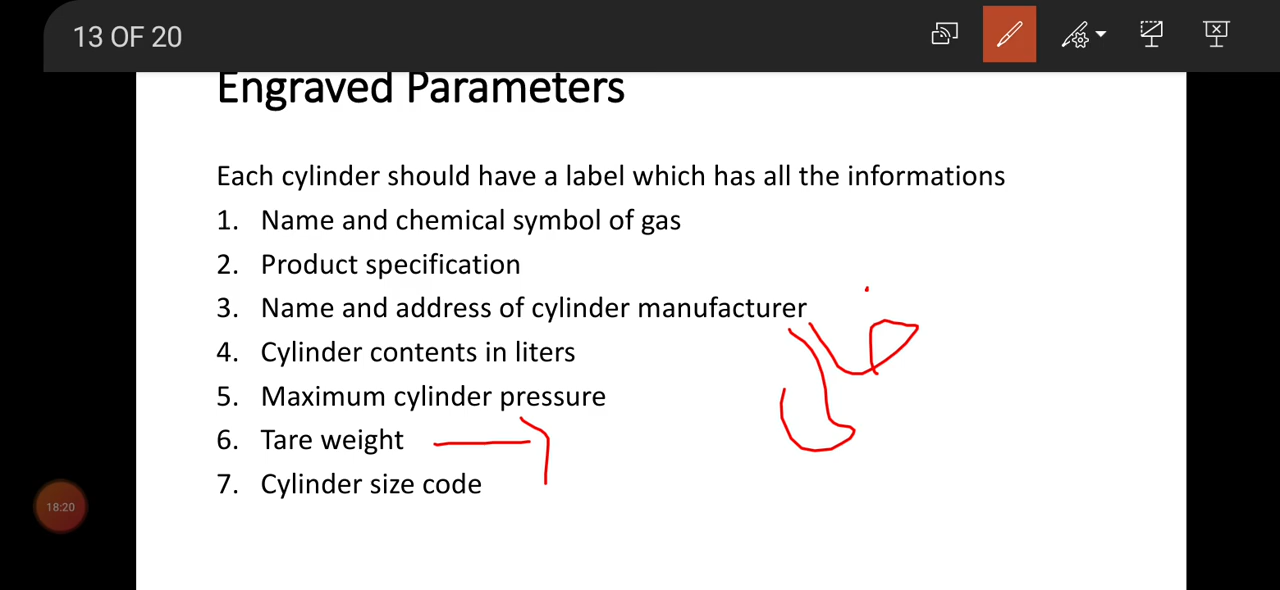 13 OF 20
Engraved Parameters
Each cylinder should have a label which has all the informations
1. Name and chemical symbol of gas
2. Product specification
3. Name and address of cylinder manufacturer
4. Cylinder contents in liters
5. Maximum cylinder pressure
6. Tare weight
7. Cylinder size code
18:20